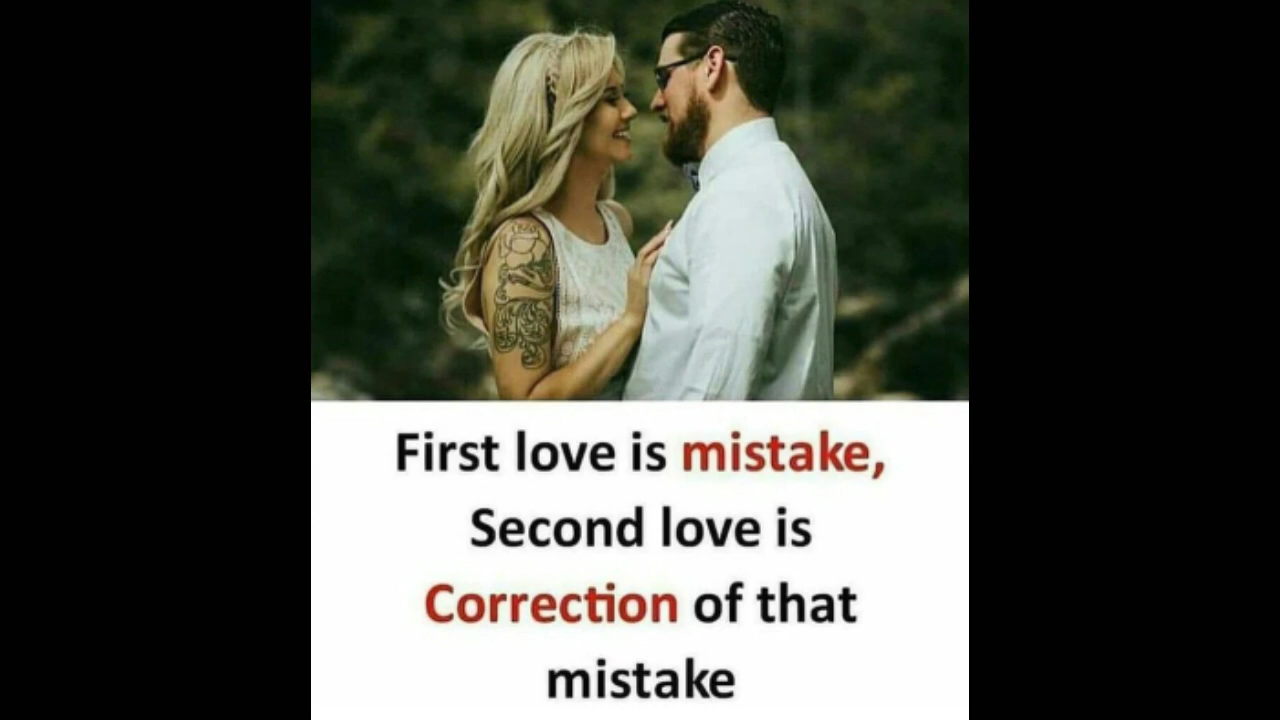 First love is mistake,
Second love is
Correction of that
mistake